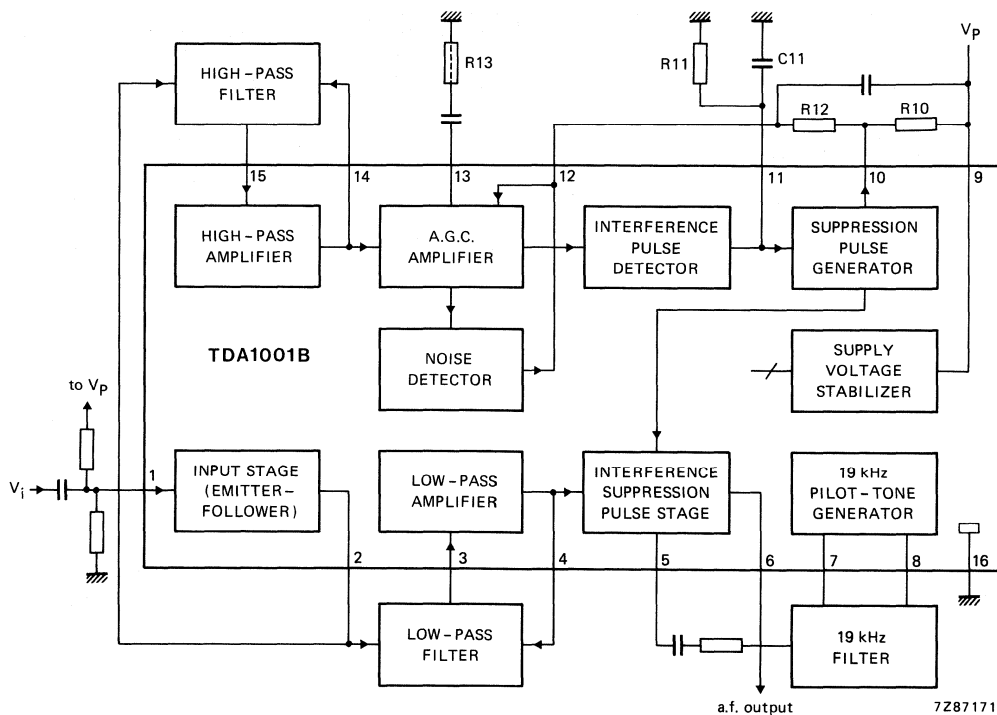 V_P
R13
R11
C11
HIGH-PASS
FILTER
R12
R10
15
14
13
12
11
10
9
HIGH-PASS
AMPLIFIER
A.G.C.
AMPLIFIER
INTERFERENCE
PULSE
DETECTOR
SUPPRESSION
PULSE
GENERATOR
TDA1001B
NOISE
DETECTOR
SUPPLY
VOLTAGE
STABILIZER
to V_P
V_i
1
INPUT STAGE
(EMITTER-
FOLLOWER)
LOW-PASS
AMPLIFIER
INTERFERENCE
SUPPRESSION
PULSE STAGE
19 kHz
PILOT-TONE
GENERATOR
2
3
4
5
6
7
8
16
LOW-PASS
FILTER
19 kHz
FILTER
a.f. output
7Z87171